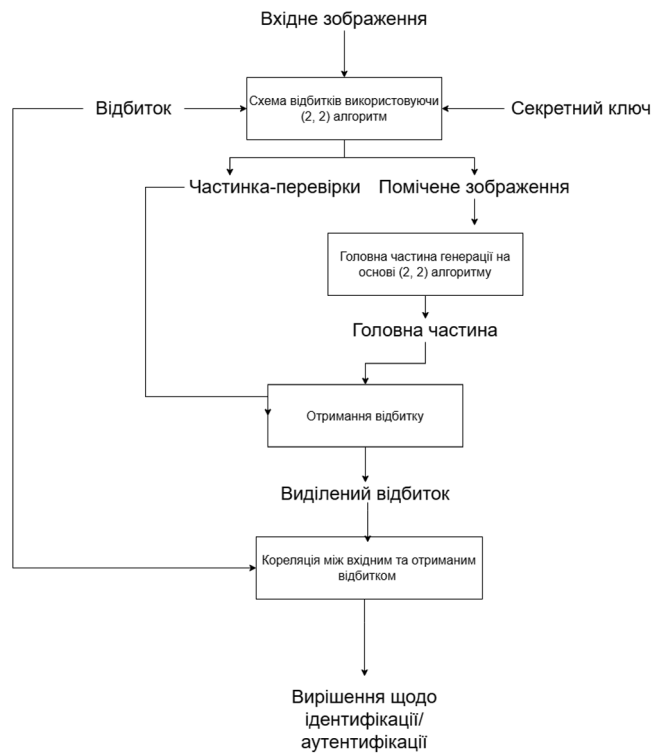 Вхідне зображення
Відбиток
Схема відбитків використовуючи
(2, 2) алгоритм
Секретний ключ
Частинка-перевірки
Помічене зображення
Головна частина генерації на
основі (2, 2) алгоритму
Головна частина
Отримання відбитку
Виділений відбиток
Кореляція між вхідним та отриманим
відбитком
Вирішення щодо
ідентифікації/
аутентифікації